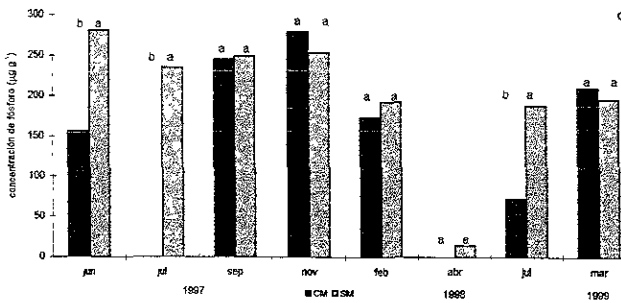 concentración de fósforo (µg g⁻¹)
300
250
200
150
100
50
0
b a
b a
a a
a a
a a
a a
b a
a a
c
jun jul sep nov feb abr jul mar
1997 1998 1999
CM SM